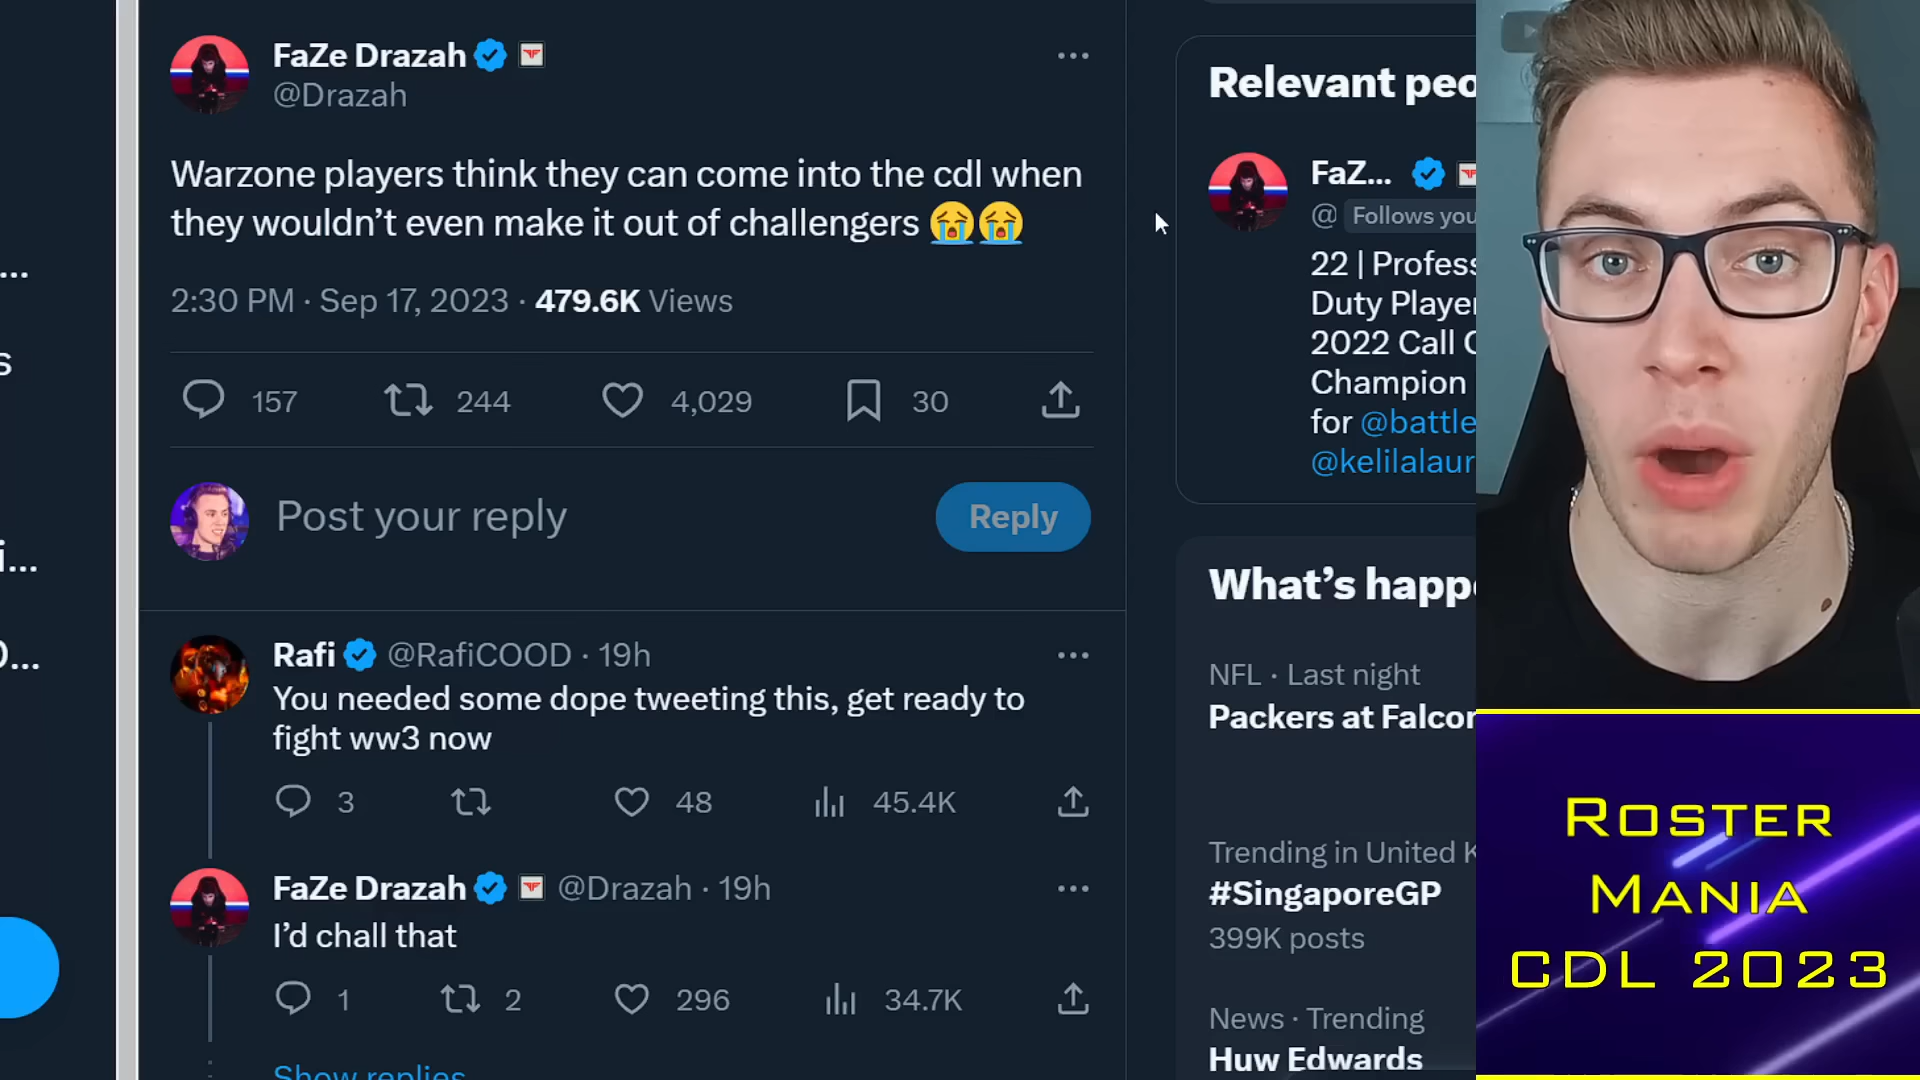 FaZe Drazah
@Drazah
Warzone players think they can come into the cdl when
they wouldn’t even make it out of challengers 😭😭
2:30 PM · Sep 17, 2023 · 479.6K Views
157 244 4,029 30
Post your reply
Reply
Rafi @RafiCOOD · 19h
You needed some dope tweeting this, get ready to
fight ww3 now
3 48 45.4K
FaZe Drazah @Drazah · 19h
I’d chall that
1 2 296 34.7K
Show replies
Relevant peo
FaZ...
@ Follows you
22 | Profess
Duty Player
2022 Call
Champion
for @battle
@kelilalaur
What’s happe
NFL · Last night
Packers at Falcon
Trending in United K
#SingaporeGP
399K posts
News · Trending
Huw Edwards
ROSTER
MANIA
CDL 2023